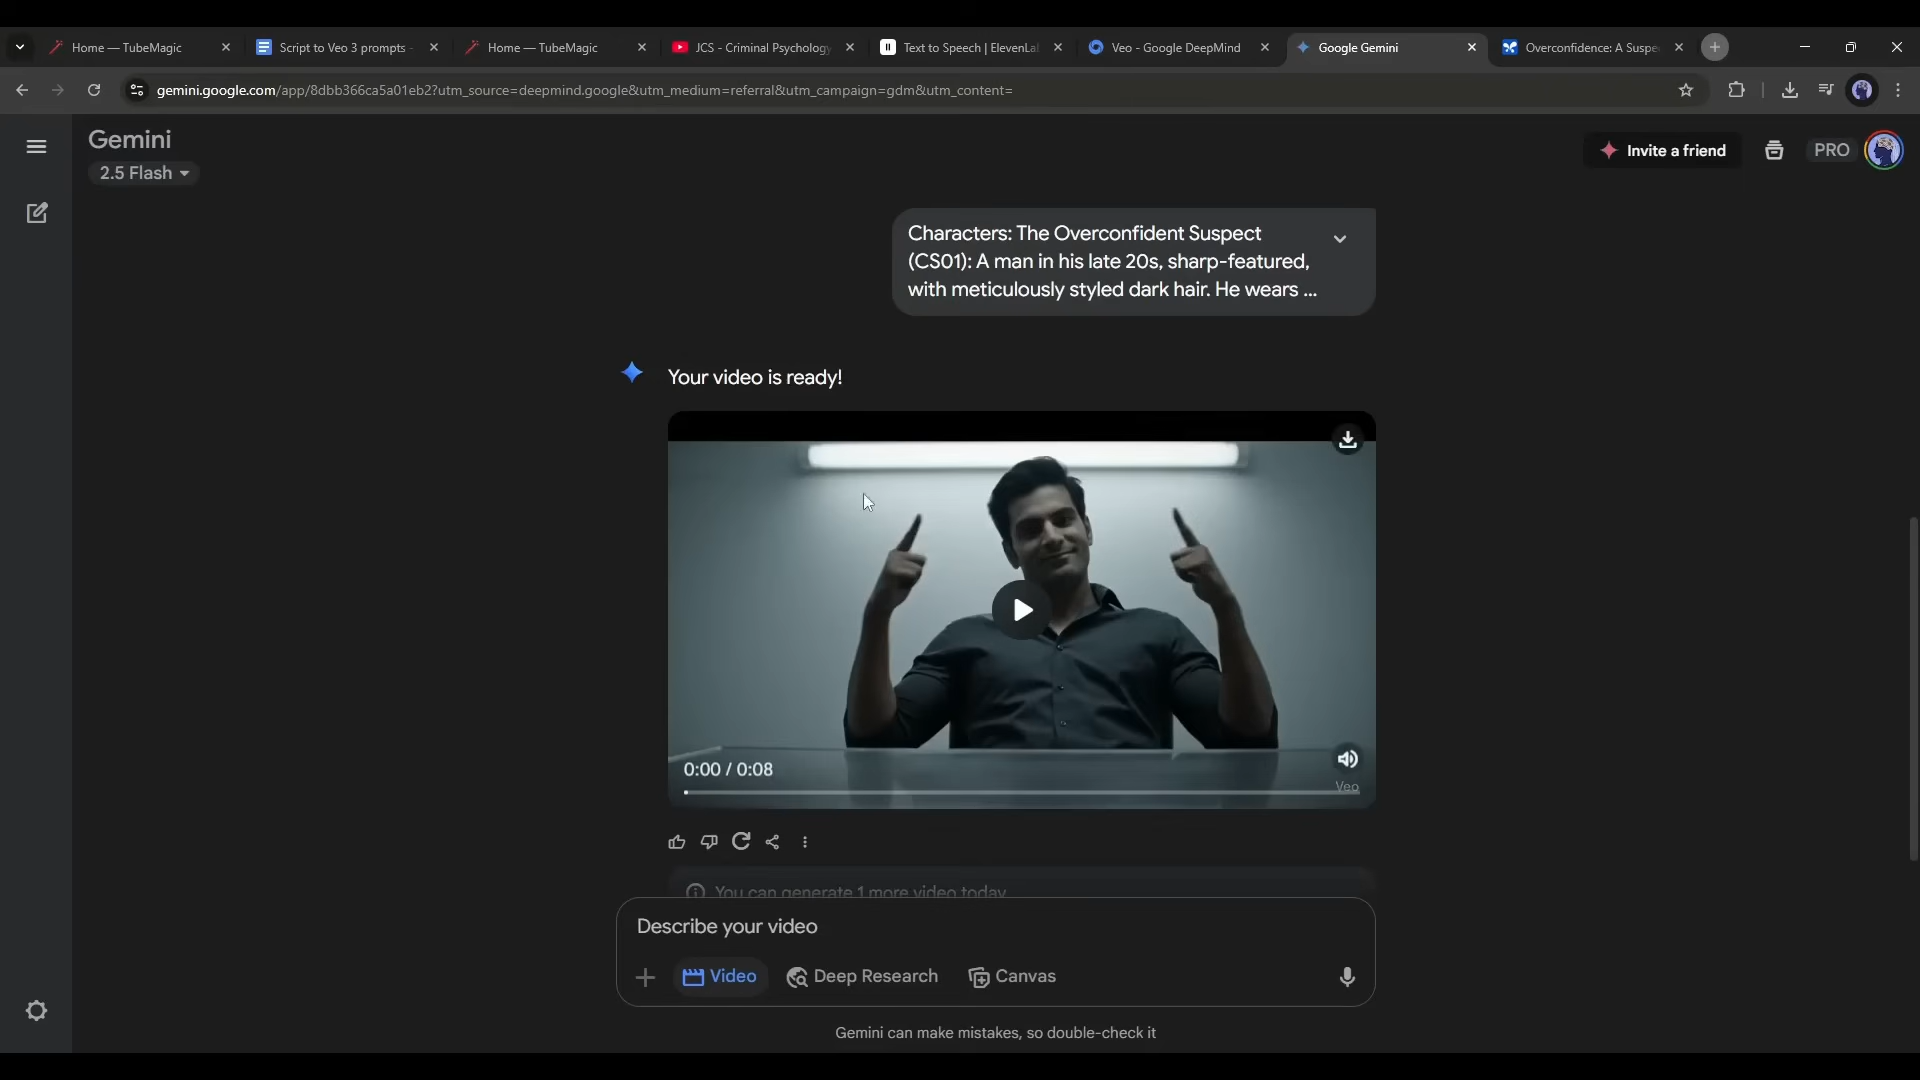 Home — TubeMagic
Script to Veo 3 prompts -
Home — TubeMagic
JCS - Criminal Psychology
Text to Speech | ElevenLa
Veo - Google DeepMind
Google Gemini
Overconfidence: A Suspe
gemini.google.com/app/8dbb366ca5a01eb2?utm_source=deepmind.google&utm_medium=referral&utm_campaign=gdm&utm_content=
Gemini
2.5 Flash
Invite a friend
PRO
Characters: The Overconfident Suspect
(CS01): A man in his late 20s, sharp-featured,
with meticulously styled dark hair. He wears ...
Your video is ready!
0:00 / 0:08
Veo
You can generate 1 more video today
Describe your video
Video
Deep Research
Canvas
Gemini can make mistakes, so double-check it